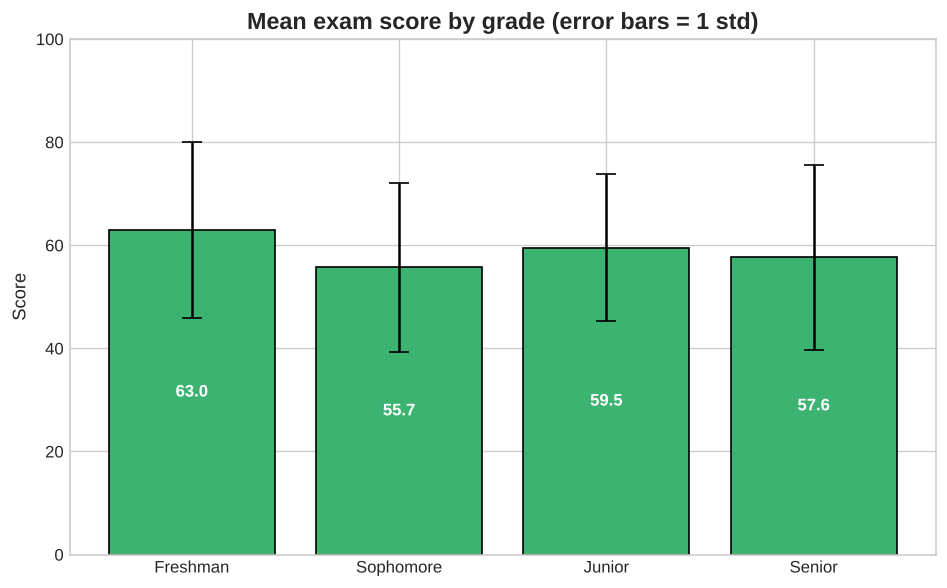 Mean exam score by grade (error bars = 1 std)
100
80
60
40
20
0
Score
63.0
55.7
59.5
57.6
Freshman
Sophomore
Junior
Senior